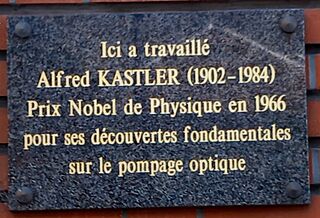 Ici a travaillé
Alfred KASTLER (1902-1984)
Prix Nobel de Physique en 1966
pour ses découvertes fondamentales
sur le pompage optique